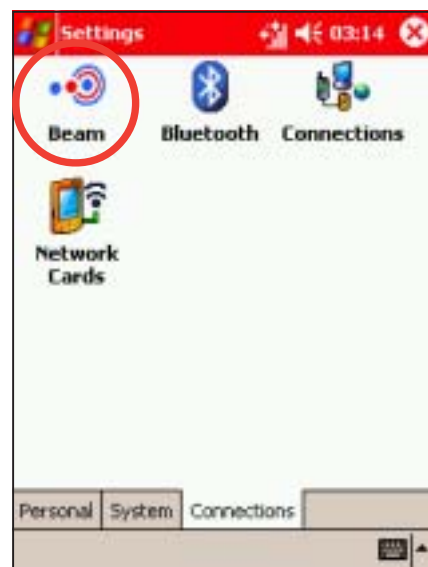 Settings 03:14
Beam Bluetooth Connections
Network
Cards
Personal System Connections